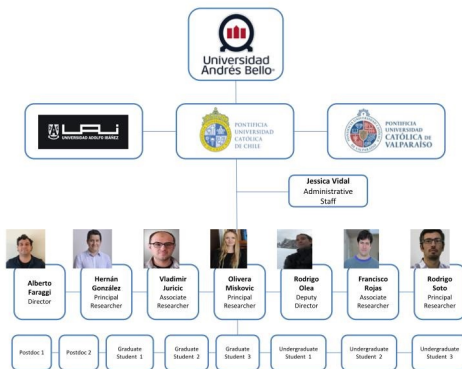 Universidad
Andrés Bello®
UAI
UNIVERSIDAD ADOLFO IBÁÑEZ
PONTIFICIA
UNIVERSIDAD
CATÓLICA
DE CHILE
PONTIFICIA
UNIVERSIDAD
CATÓLICA DE
VALPARAÍSO
Jessica Vidal
Administrative
Staff
Alberto
Faraggi
Director
Hernán
González
Principal
Researcher
Vladimir
Juricic
Associate
Researcher
Olivera
Miskovic
Principal
Researcher
Rodrigo
Olea
Deputy
Director
Francisco
Rojas
Associate
Researcher
Rodrigo
Soto
Principal
Researcher
Postdoc 1
Postdoc 2
Graduate
Student 1
Graduate
Student 2
Graduate
Student 3
Undergraduate
Student 1
Undergraduate
Student 2
Undergraduate
Student 3